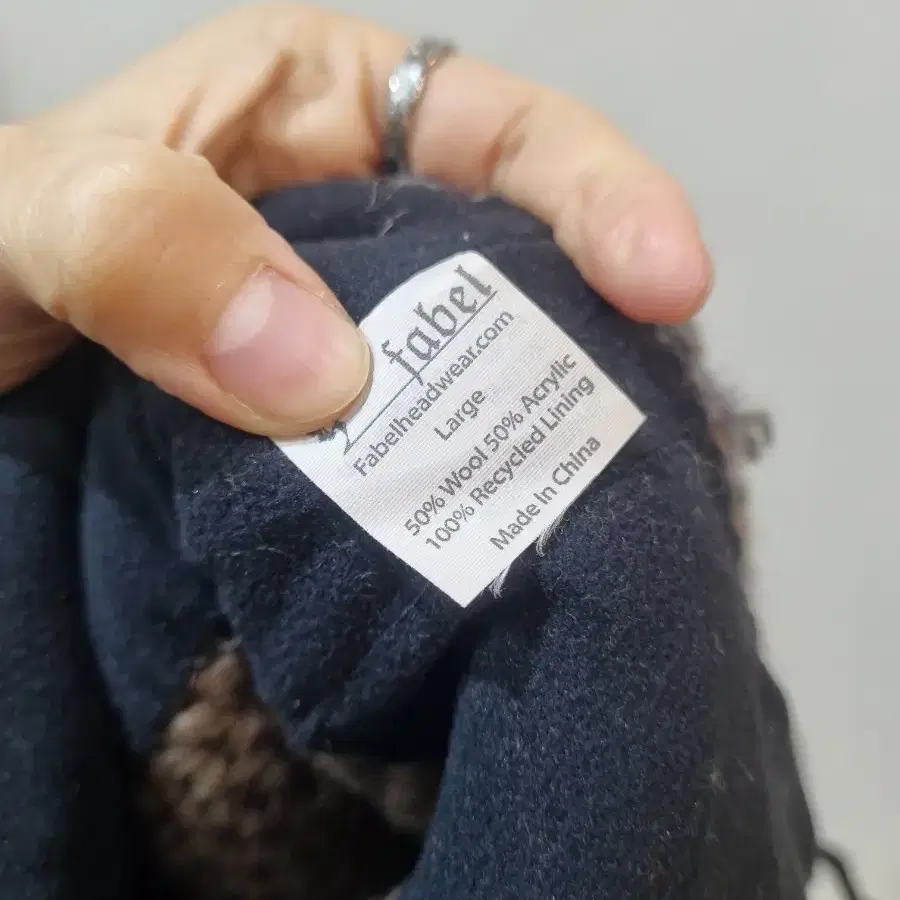 fabel
Fabelheadwear.com
Large
50% Wool 50% Acrylic
100% Recycled Lining
Made In China